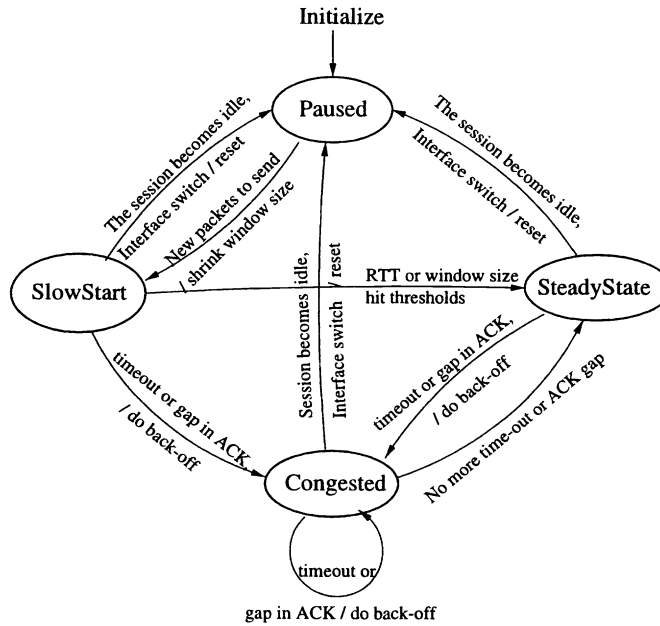 Initialize
Paused
The session becomes idle,
Interface switch / reset
New packets to send
/ shrink window size
The session becomes idle,
Interface switch / reset
SlowStart
RTT or window size
hit thresholds
SteadyState
Session becomes idle,
Interface switch / reset
timeout or gap in ACK,
/ do back-off
timeout or gap in ACK,
/ do back-off
No more time-out or ACK gap
Congested
timeout or
gap in ACK / do back-off